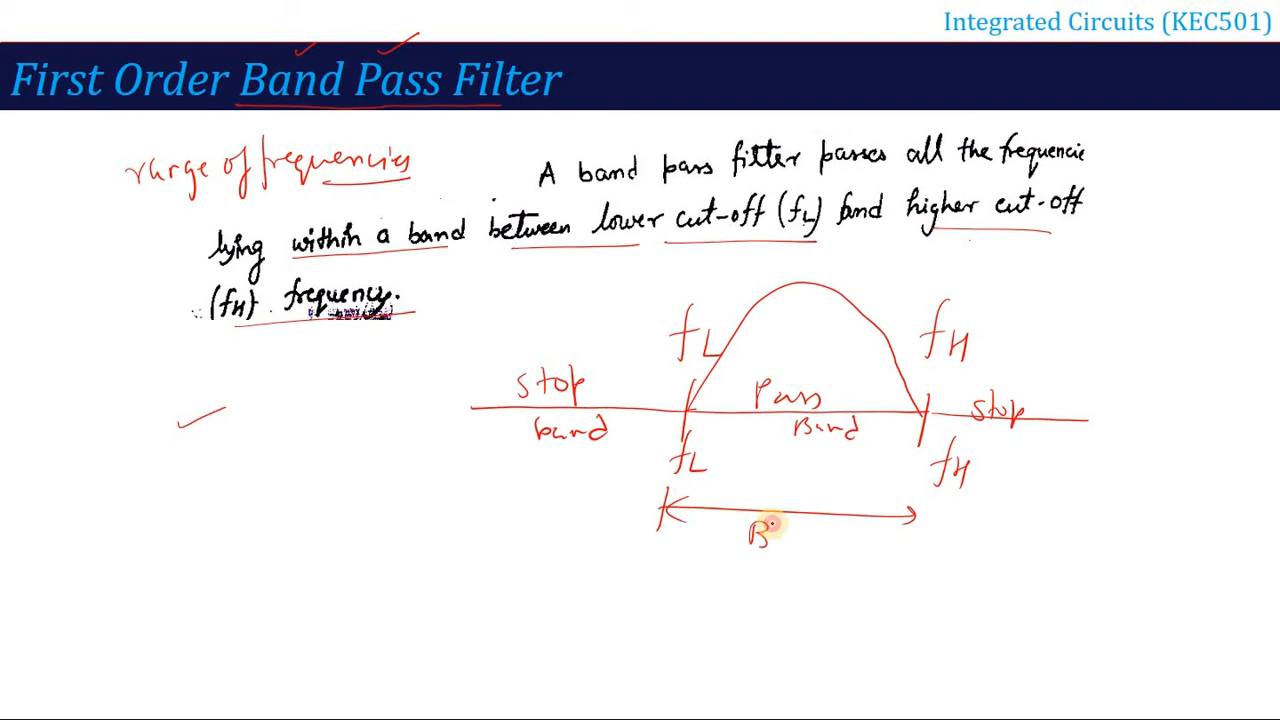 Integrated Circuits (KEC501)
First Order Band Pass Filter
range of frequencies
A band pass filter passes all the frequencie
lying within a band between lower cut-off (fL) and higher cut-off
(fH) frequency.
fL fH
Stop Pass Stop
band Band
fL fH
B